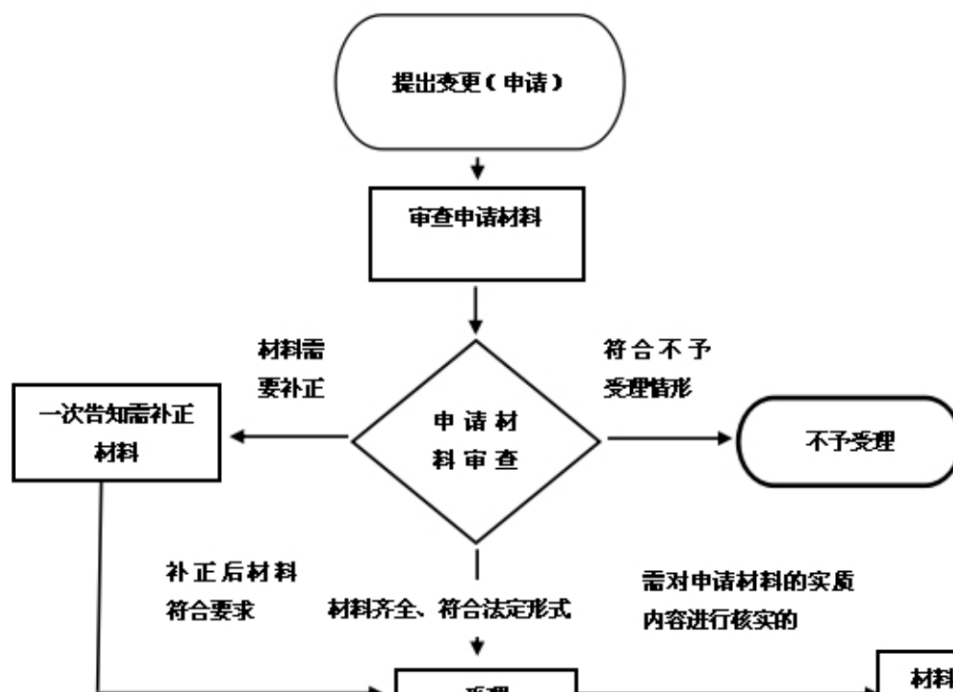 提出变更（申请）
审查申请材料
材料需
要补正
符合不予
受理情形
一次告知需补正
材料
申请材
料审查
不予受理
补正后材料
符合要求
材料齐全、符合法定形式
需对申请材料的实质
内容进行核实的
受理
材料